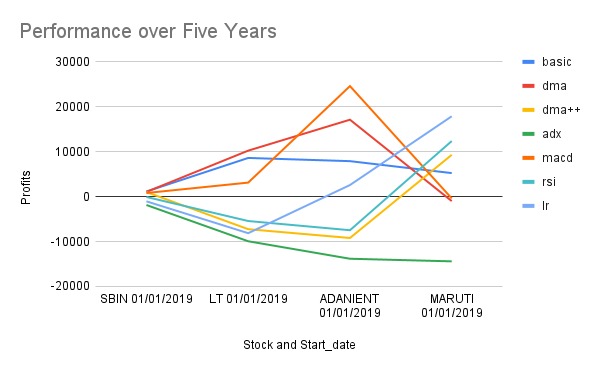 Performance over Five Years
Profits
30000
20000
10000
0
-10000
-20000
SBIN 01/01/2019
LT 01/01/2019
ADANIENT
01/01/2019
MARUTI
01/01/2019
Stock and Start_date
basic
dma
dma++
adx
macd
rsi
lr